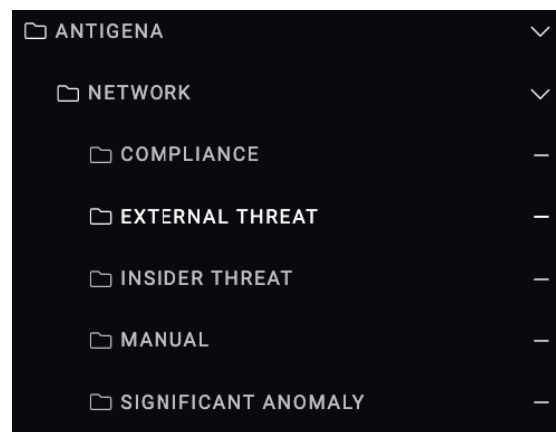 ANTIGENA
NETWORK
COMPLIANCE
EXTERNAL THREAT
INSIDER THREAT
MANUAL
SIGNIFICANT ANOMALY